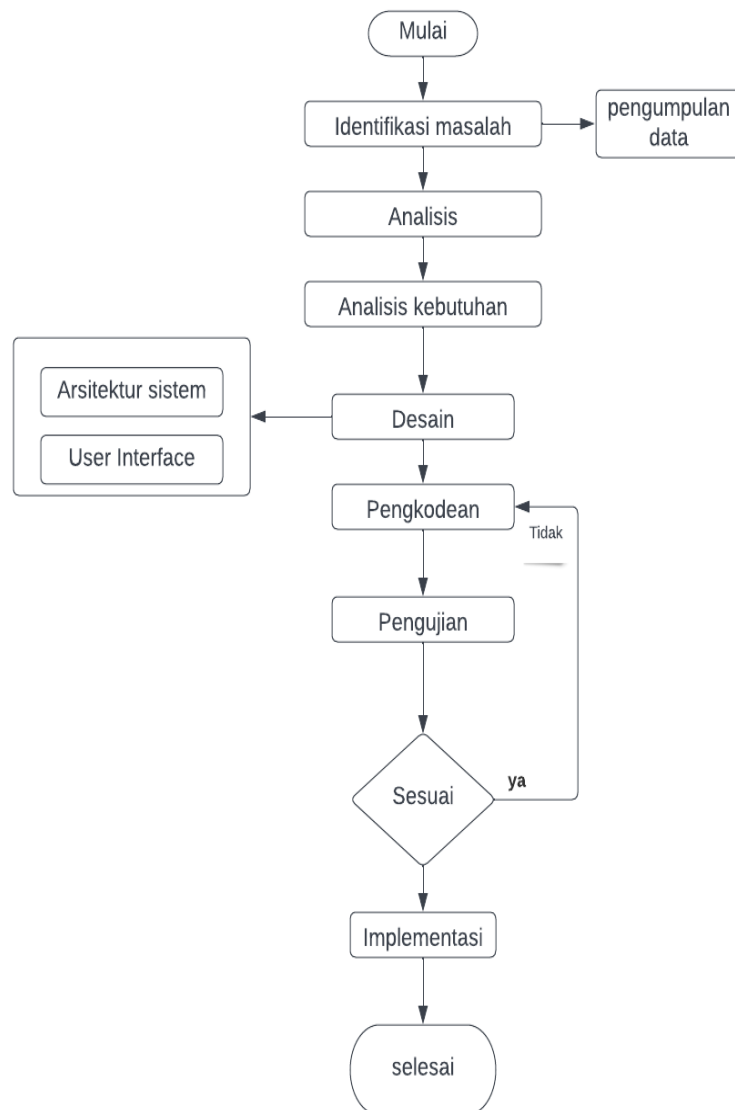 Mulai
Identifikasi masalah
pengumpulan
data
Analisis
Analisis kebutuhan
Arsitektur sistem
User Interface
Desain
Pengkodean
Tidak
Pengujian
Sesuai
ya
Implementasi
selesai